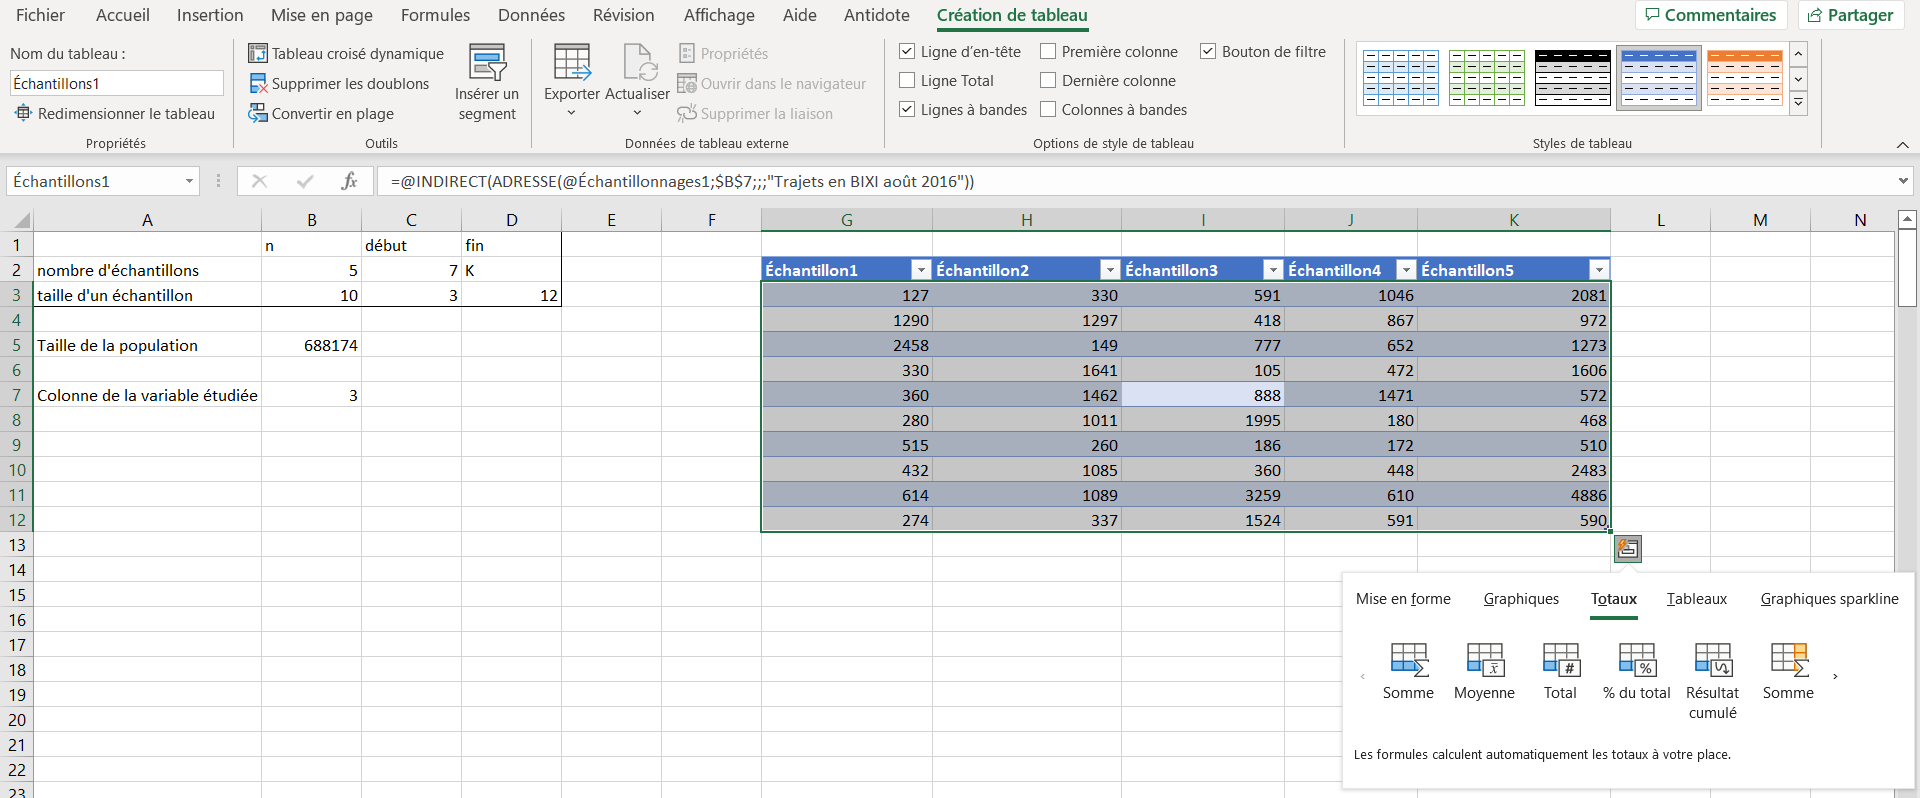 Fichier Accueil Insertion Mise en page Formules Données Révision Affichage Aide Antidote Création de tableau Commentaires Partager
Nom du tableau :
Échantillons1
Redimensionner le tableau
Propriétés
Tableau croisé dynamique
Supprimer les doublons
Convertir en plage
Insérer un
segment
Outils
Exporter
Actualiser
Propriétés
Ouvrir dans le navigateur
Supprimer la liaison
Données de tableau externe
Ligne d'en-tête Première colonne Bouton de filtre
Ligne Total Dernière colonne
Lignes à bandes Colonnes à bandes
Options de style de tableau
Styles de tableau
Échantillons1 fx =@INDIRECT(ADRESSE(@Échantillonnages1;$B$7;;;"Trajets en BIXI août 2016"))
A B C D E F G H I J K L M N
1 n début fin
2 nombre d'échantillons 5 7 K Échantillon1 Échantillon2 Échantillon3 Échantillon4 Échantillon5
3 taille d'un échantillon 10 3 12 127 330 591 1046 2081
4 1290 1297 418 867 972
5 Taille de la population 688174 2458 149 777 652 1273
6 330 1641 105 472 1606
7 Colonne de la variable étudiée 3 360 1462 888 1471 572
8 280 1011 1995 180 468
9 515 260 186 172 510
10 432 1085 360 448 2483
11 614 1089 3259 610 4886
12 274 337 1524 591 590
13
14
15
16
17
18
19
20
21
22
23
Mise en forme Graphiques Totaux Tableaux Graphiques sparkline
Somme Moyenne Total % du total Résultat cumulé Somme
Les formules calculent automatiquement les totaux à votre place.